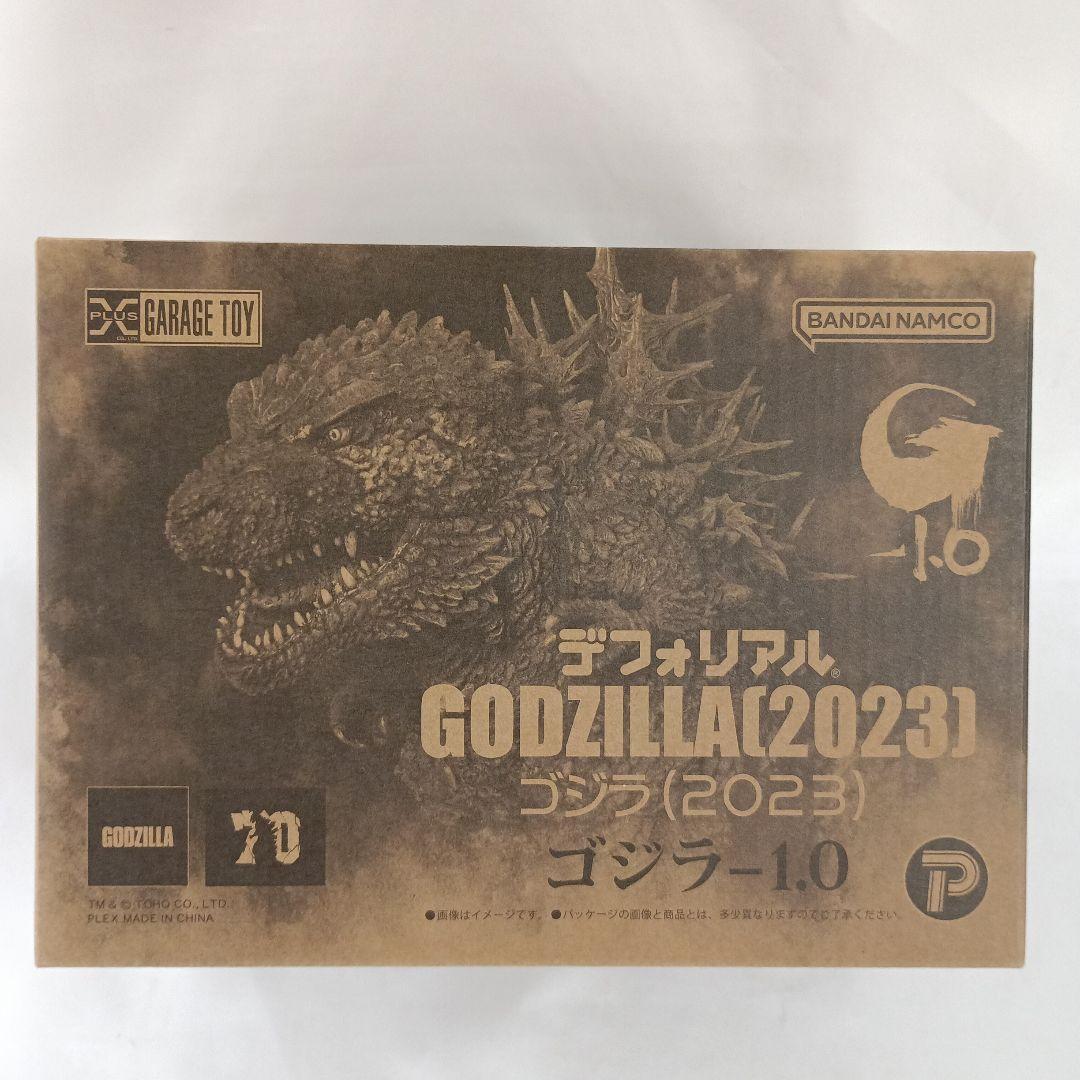 X PLUS CO., LTD. GARAGE TOY
BANDAI NAMCO
G
-1.0
デフォリアル®
GODZILLA(2023)
ゴジラ(2023)
ゴジラ-1.0
GODZILLA
70
P
TM & © TOHO CO., LTD.
PLEX MADE IN CHINA
●画像はイメージです。●パッケージの画像と商品とは、多少異なりますのでご了承ください。